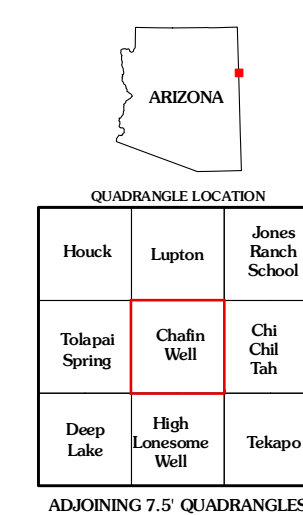 ARIZONA
QUADRANGLE LOCATION
Houck
Lupton
Jones
Ranch
School
Tolapai
Spring
Chafin
Well
Chi
Chil
Tah
Deep
Lake
High
Lonesome
Well
Tekapo
ADJOINING 7.5' QUADRANGLES